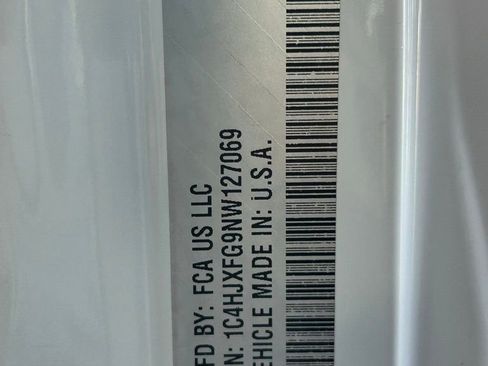 FD BY: FCA US LLC
N: 1C4HJXFG9NW127069
EHICLE MADE IN: U.S.A.